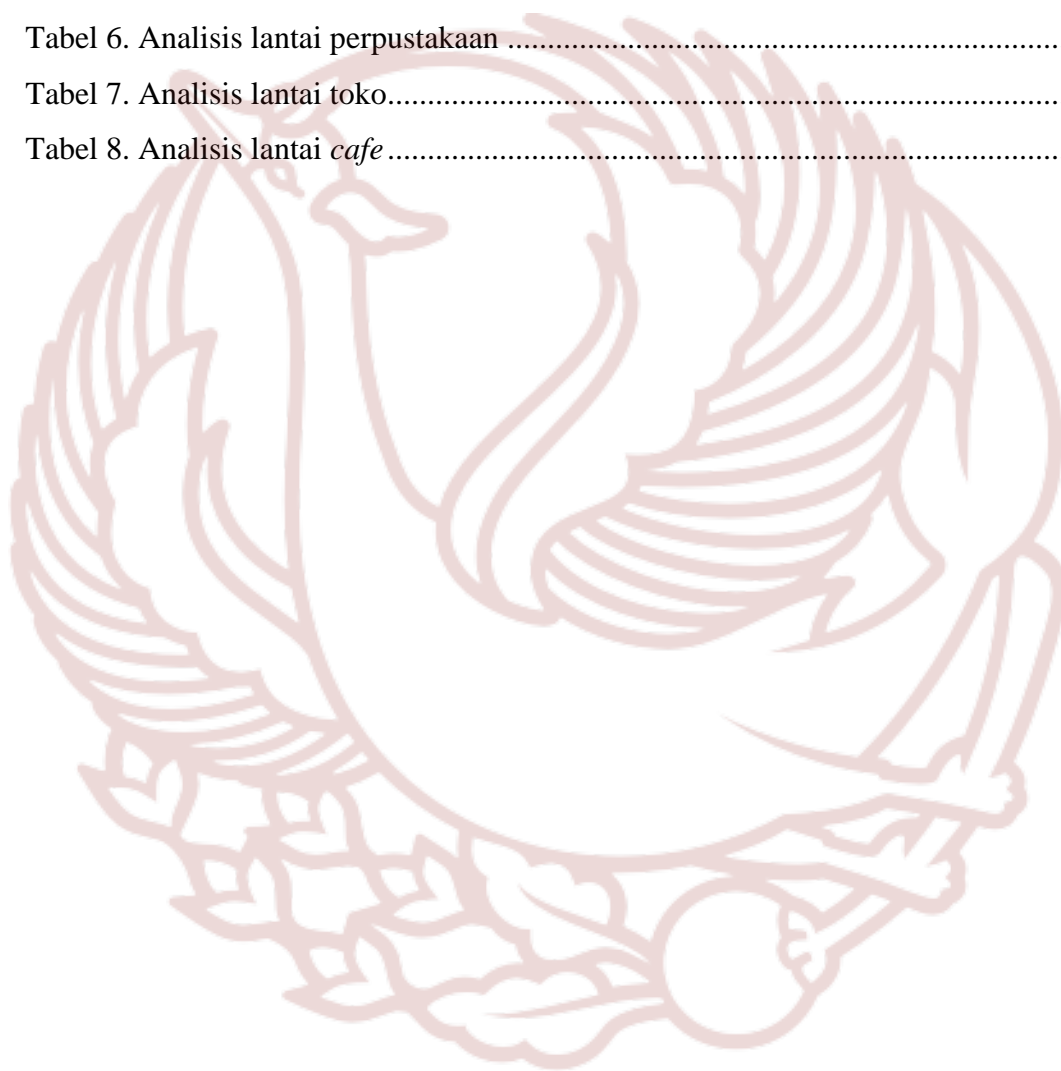 Tabel 6. Analisis lantai perpustakaan ......................................................................
Tabel 7. Analisis lantai toko.....................................................................................
Tabel 8. Analisis lantai cafe.....................................................................................